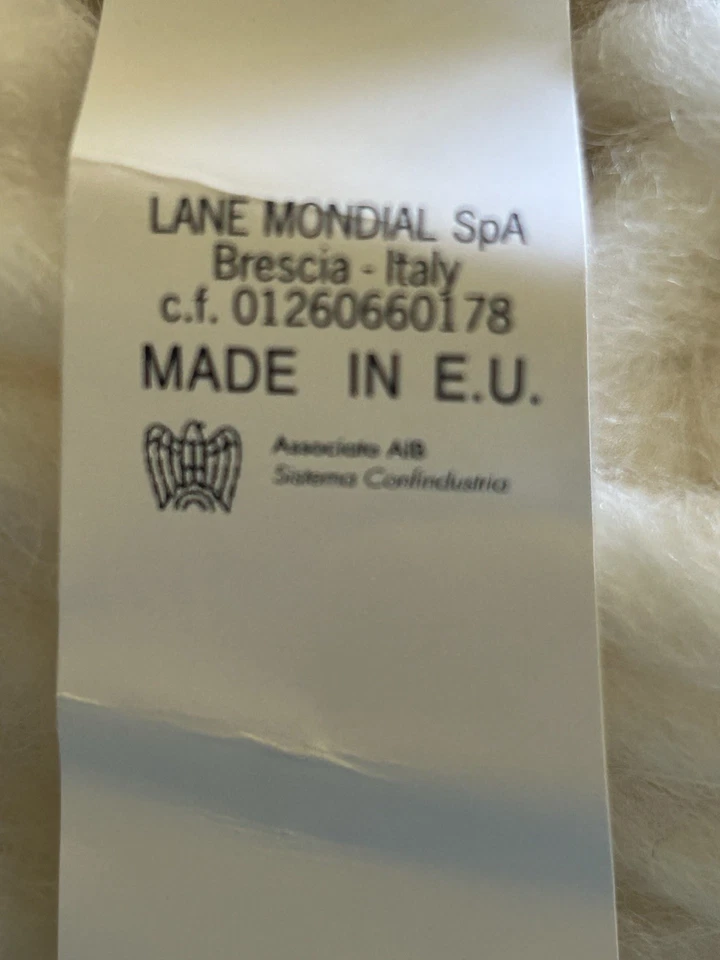 LANE MONDIAL SpA
Brescia - Italy
c.f. 01260660178
MADE IN E.U.
Associato AIB
Sistema Confindustria